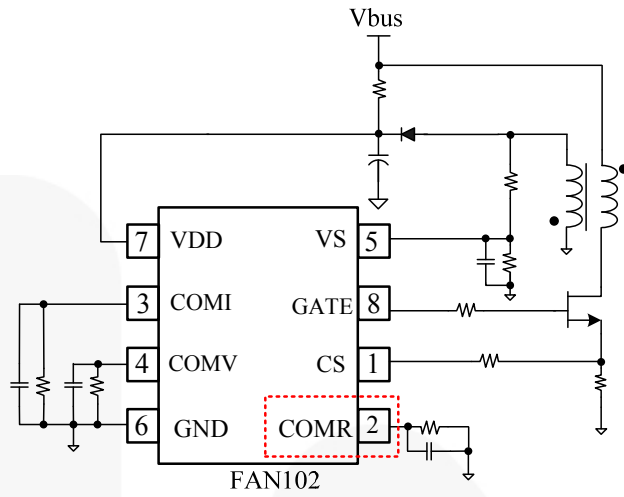 Vbus
7 VDD VS 5
3 COMI GATE 8
4 COMV CS 1
6 GND COMR 2
FAN102